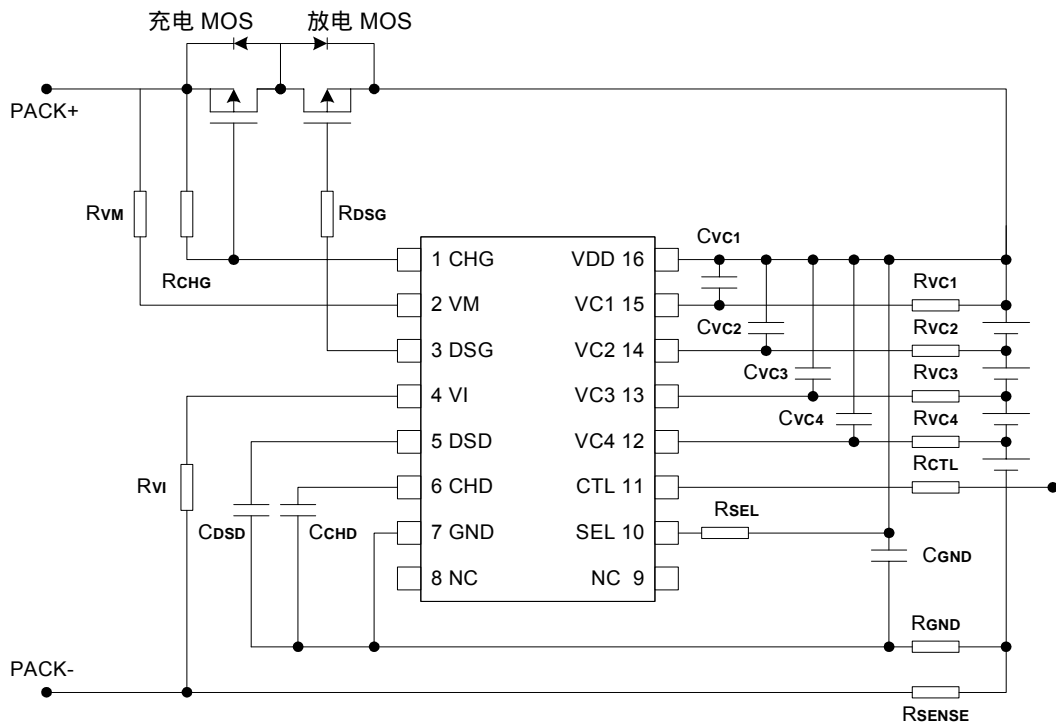 充电 MOS 放电 MOS
PACK+
RVM
RDSG
RCHG
1 CHG
2 VM
3 DSG
4 VI
5 DSD
6 CHD
7 GND
8 NC
VDD 16
VC1 15
VC2 14
VC3 13
VC4 12
CTL 11
SEL 10
NC 9
CVC1
CVC2
CVC3
CVC4
RVC1
RVC2
RVC3
RVC4
RCTL
RSEL
CGND
RVI
CDSD
CCHD
RGND
PACK-
RSENSE